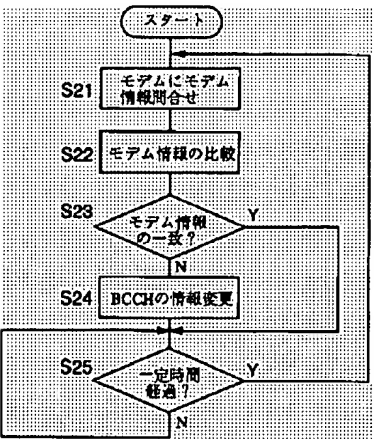 スタート
S21
モデムにモデム
情報問合せ
S22
モデム情報の比較
S23
モデム情報
の一致?
Y
N
S24
BCCHの情報変更
S25
一定時間
経過?
Y
N